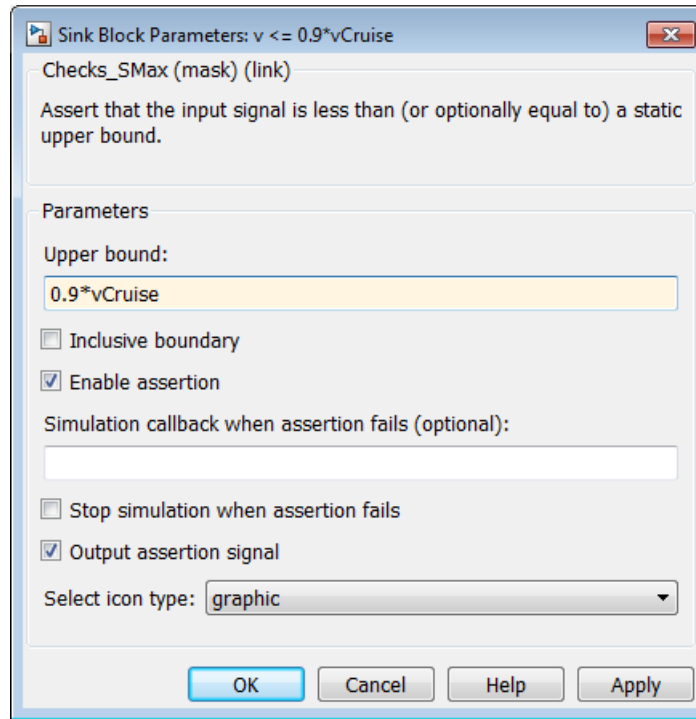 Sink Block Parameters: v <= 0.9*vCruise
Checks_SMax (mask) (link)
Assert that the input signal is less than (or optionally equal to) a static
upper bound.
Parameters
Upper bound:
0.9*vCruise
Inclusive boundary
Enable assertion
Simulation callback when assertion fails (optional):
Stop simulation when assertion fails
Output assertion signal
Select icon type: graphic
OK Cancel Help Apply